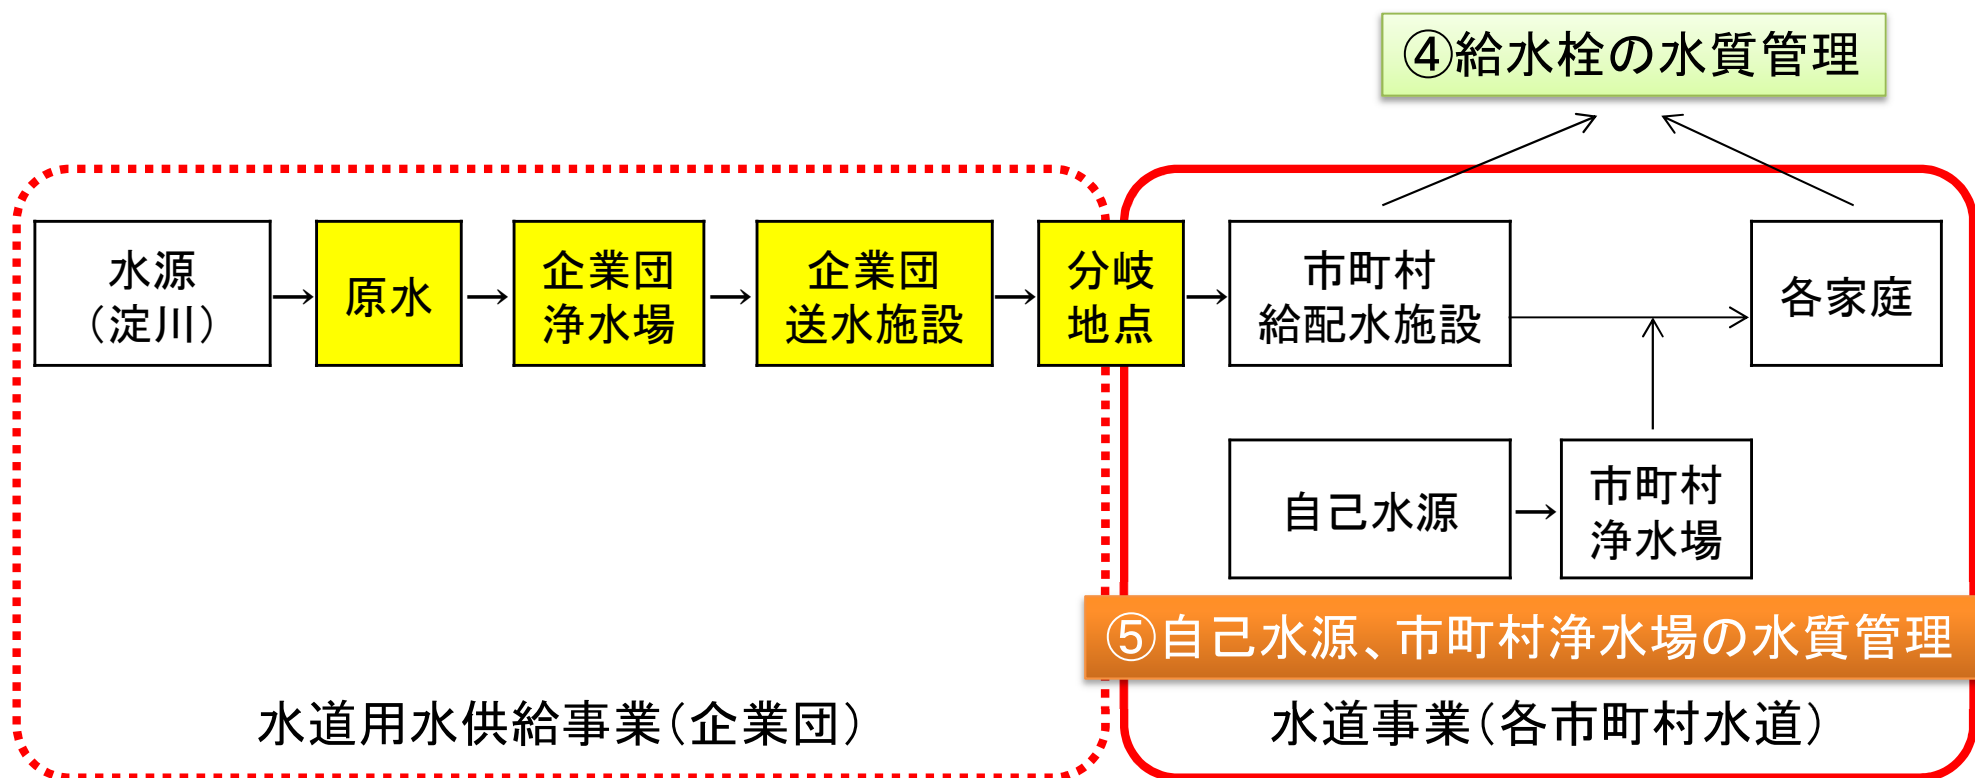 ④給水栓の水質管理
水源
（淀川）
原水
企業団
浄水場
企業団
送水施設
分岐
地点
市町村
給配水施設
各家庭
自己水源
市町村
浄水場
⑤自己水源、市町村浄水場の水質管理
水道用水供給事業（企業団）
水道事業（各市町村水道）